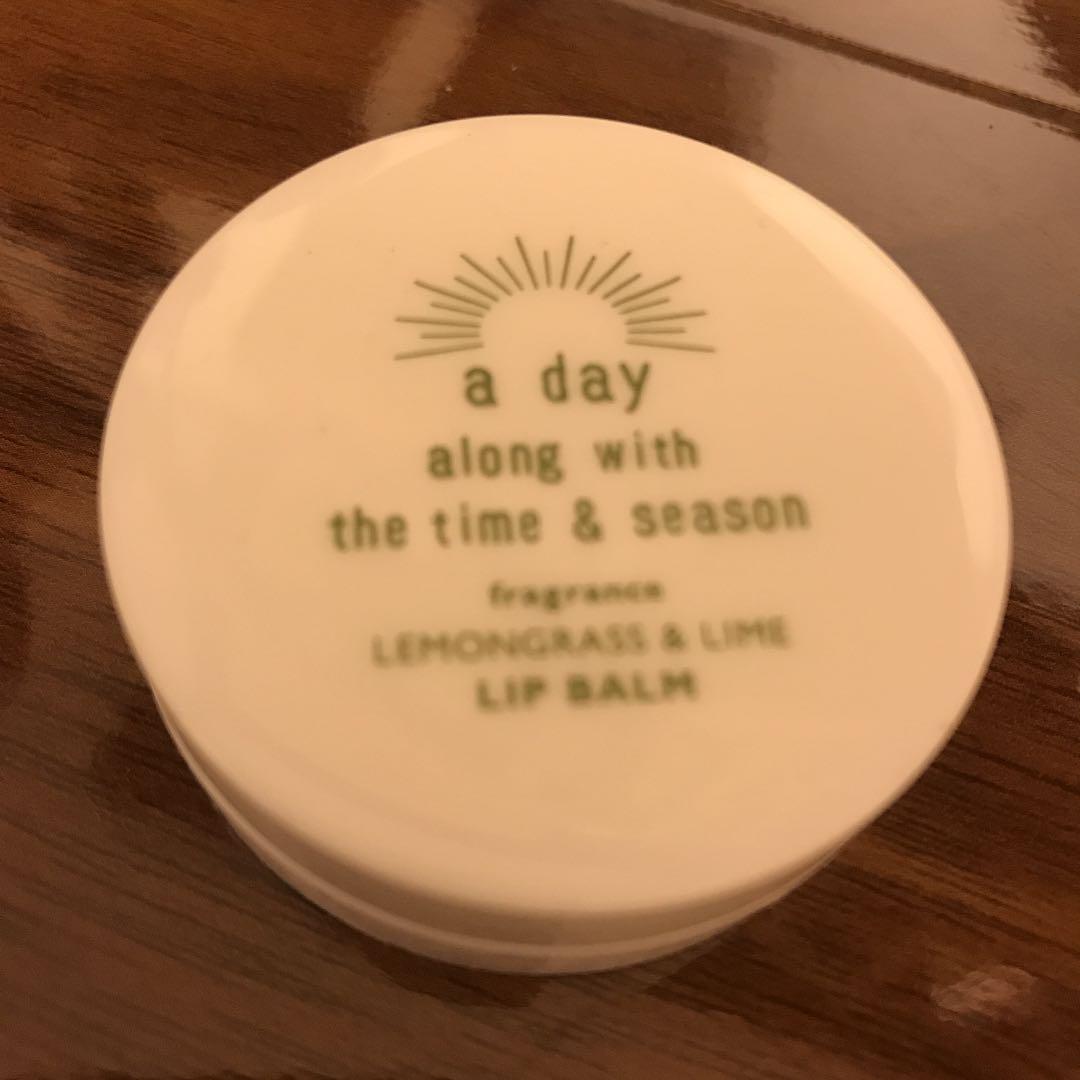 a day
along with
the time & season
fragrance
LEMONGRASS & LIME
LIP BALM